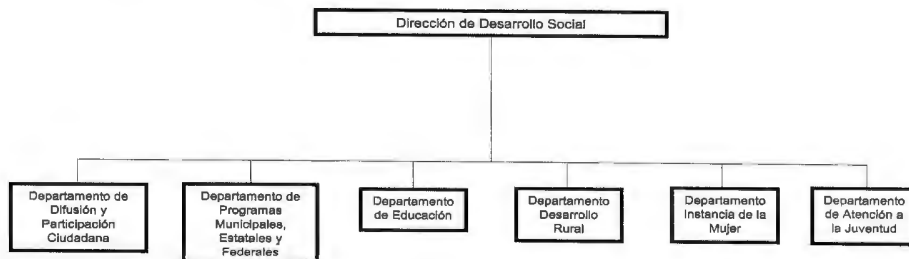 Dirección de Desarrollo Social
Departamento de
Difusión y
Participación
Ciudadana
Departamento de
Programas
Municipales,
Estatales y
Federales
Departamento
de Educación
Departamento
Desarrollo
Rural
Departamento
Instancia de la
Mujer
Departamento
de Atención a
la Juventud